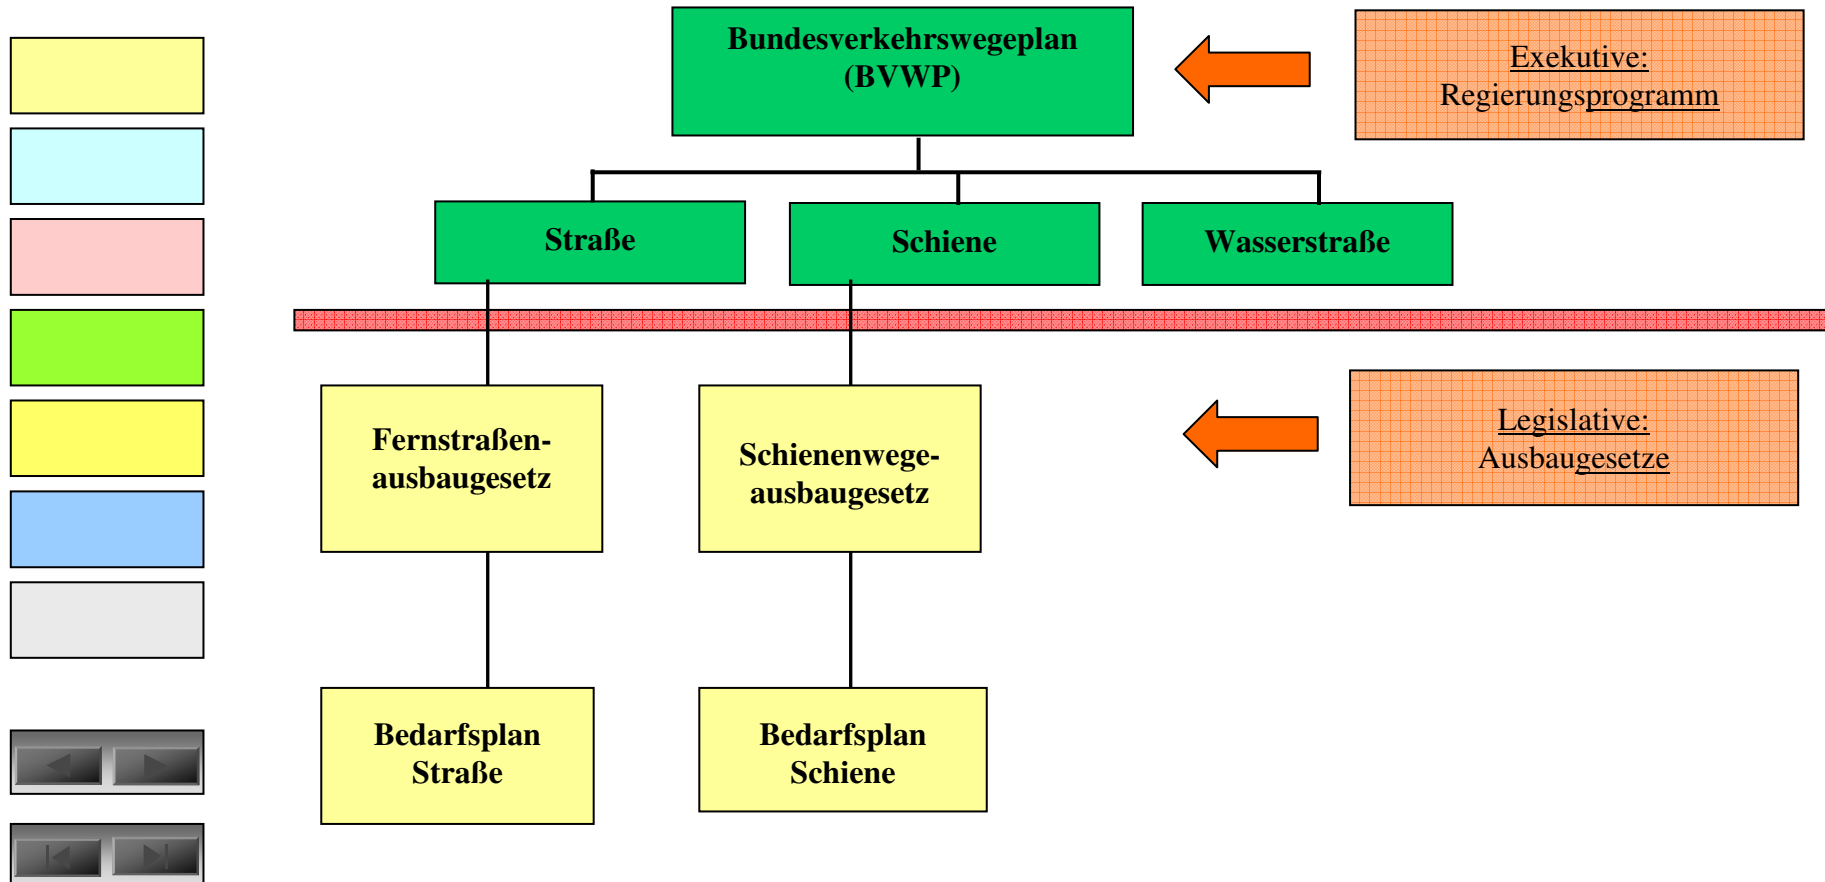 Bundesverkehrswegeplan
(BVWP)
Exekutive:
Regierungsprogramm
Straße
Schiene
Wasserstraße
Fernstraßen-
ausbaugesetz
Schienenwege-
ausbaugesetz
Legislative:
Ausbaugesetze
Bedarfsplan
Straße
Bedarfsplan
Schiene